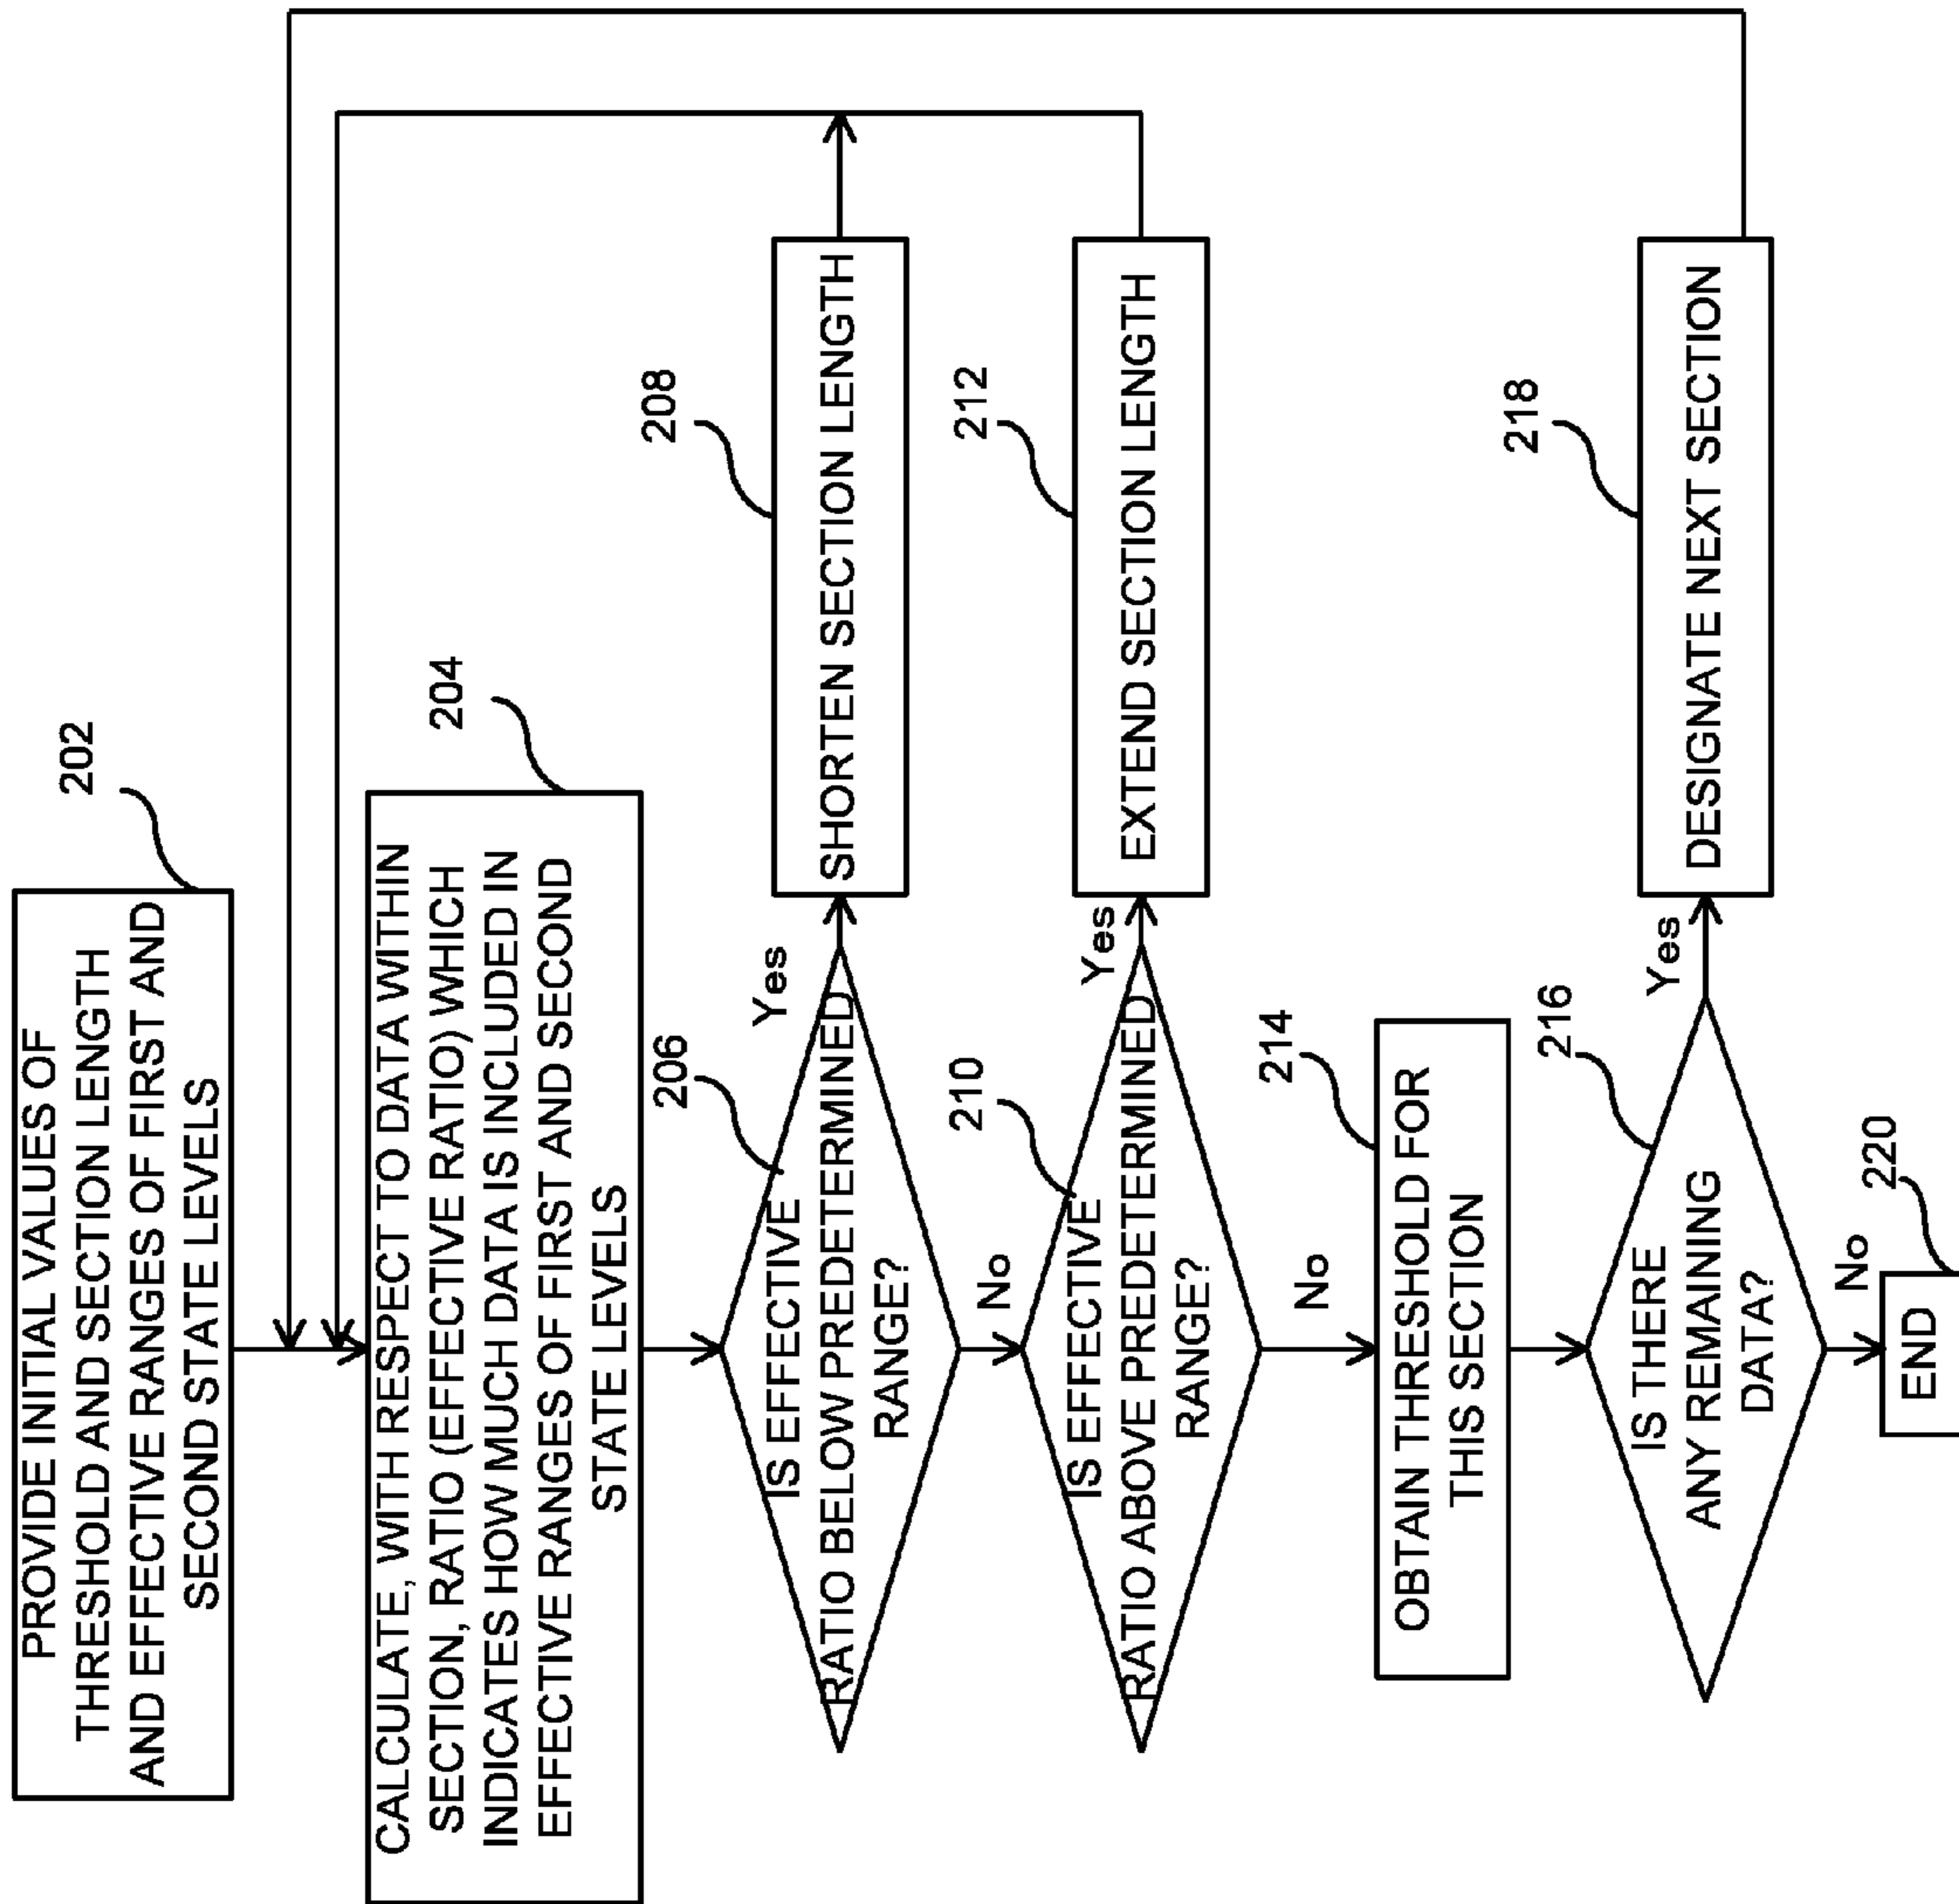 202
PROVIDE INITIAL VALUES OF
THRESHOLD AND SECTION LENGTH
AND EFFECTIVE RANGES OF FIRST AND
SECOND STATE LEVELS
204
CALCULATE, WITH RESPECT TO DATA WITHIN
SECTION, RATIO (EFFECTIVE RATIO) WHICH
INDICATES HOW MUCH DATA IS INCLUDED IN
EFFECTIVE RANGES OF FIRST AND SECOND
STATE LEVELS
206
IS EFFECTIVE
RATIO BELOW PREDETERMINED
RANGE?
Yes
208
SHORTEN SECTION LENGTH
No
210
IS EFFECTIVE
RATIO ABOVE PREDETERMINED
RANGE?
Yes
212
EXTEND SECTION LENGTH
No
214
OBTAIN THRESHOLD FOR
THIS SECTION
216
IS THERE
ANY REMAINING
DATA?
Yes
218
DESIGNATE NEXT SECTION
No
220
END